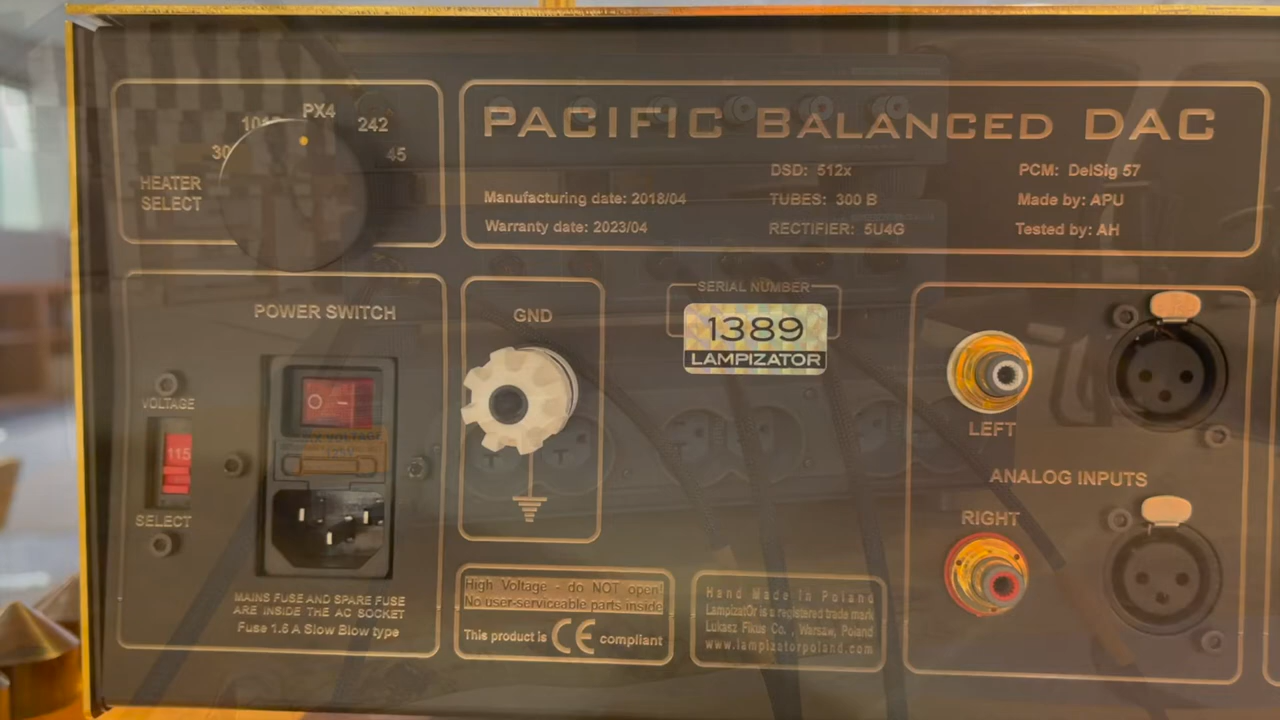 PX4
242
45
HEATER
SELECT
PACIFIC BALANCED DAC
DSD: 512x
PCM: DelSig 57
Manufacturing date: 2018/04
TUBES: 300 B
Made by: APU
Warranty date: 2023/04
RECTIFIER: 5U4G
Tested by: AH
POWER SWITCH
VOLTAGE
115
SELECT
MAINS FUSE AND SPARE FUSE
ARE INSIDE THE AC SOCKET
Fuse 1.6 A Slow Blow type
GND
SERIAL NUMBER
1389
LAMPIZATOR
LEFT
ANALOG INPUTS
RIGHT
High Voltage - do NOT open!
No user-serviceable parts inside
This product is CE compliant
Hand Made in Poland
Lampizat0r is a registered trade mark
Lukasz Fikus Co. , Warsaw, Poland
www.lampizatorpoland.com